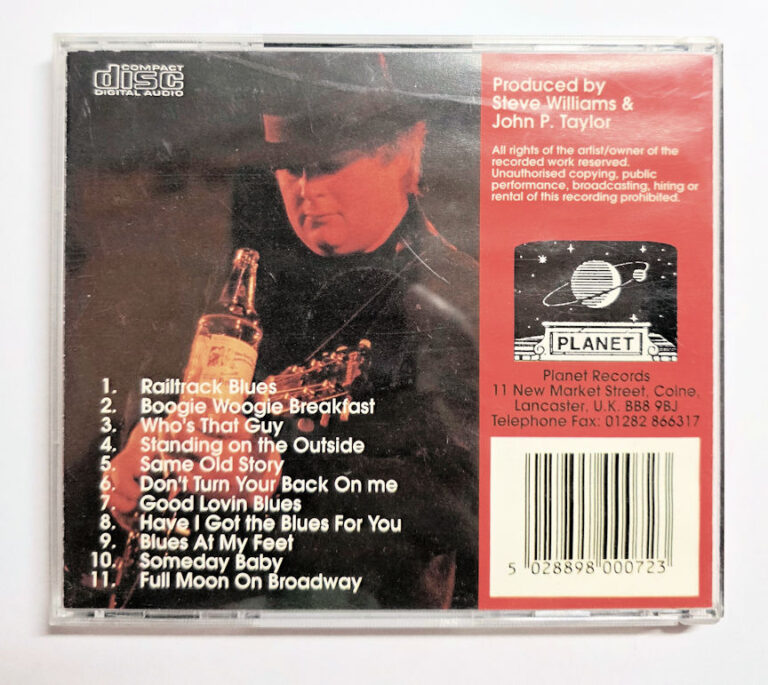 COMPACT
disc
DIGITAL AUDIO
1. Railtrack Blues
2. Boogie Woogie Breakfast
3. Who's That Guy
4. Standing on the Outside
5. Same Old Story
6. Don't Turn Your Back On me
7. Good Lovin Blues
8. Have I Got the Blues For You
9. Blues At My Feet
10. Someday Baby
11. Full Moon On Broadway
Produced by
Steve Williams &
John P. Taylor
All rights of the artist/owner of the
recorded work reserved.
Unauthorised copying, public
performance, broadcasting, hiring or
rental of this recording prohibited.
PLANET
Planet Records
11 New Market Street, Colne,
Lancaster, U.K. BB8 9BJ
Telephone Fax: 01282 866317
5 028898 000723